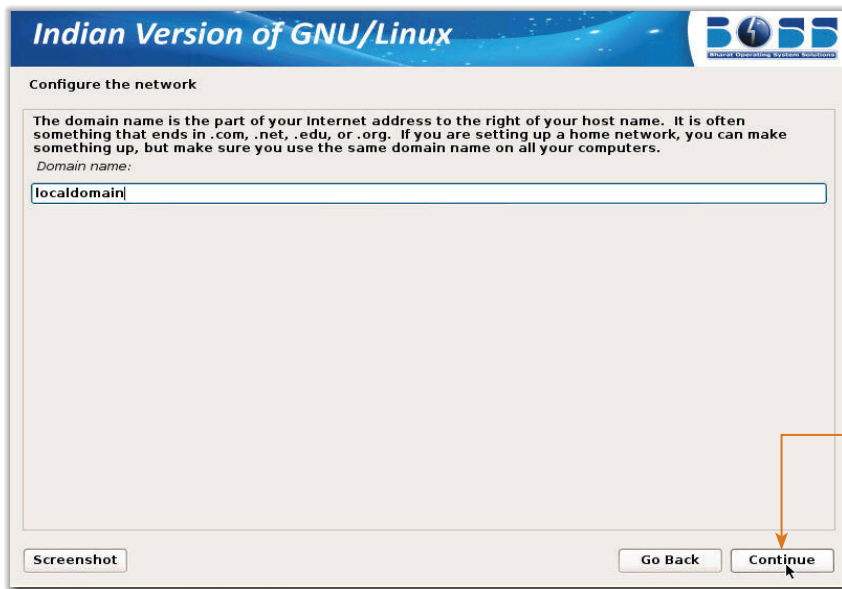 Indian Version of GNU/Linux
BOSS
Bharat Operating System Solutions
Configure the network
The domain name is the part of your Internet address to the right of your host name. It is often
something that ends in .com, .net, .edu, or .org. If you are setting up a home network, you can make
something up, but make sure you use the same domain name on all your computers.
Domain name:
localdomain
Screenshot
Go Back
Continue